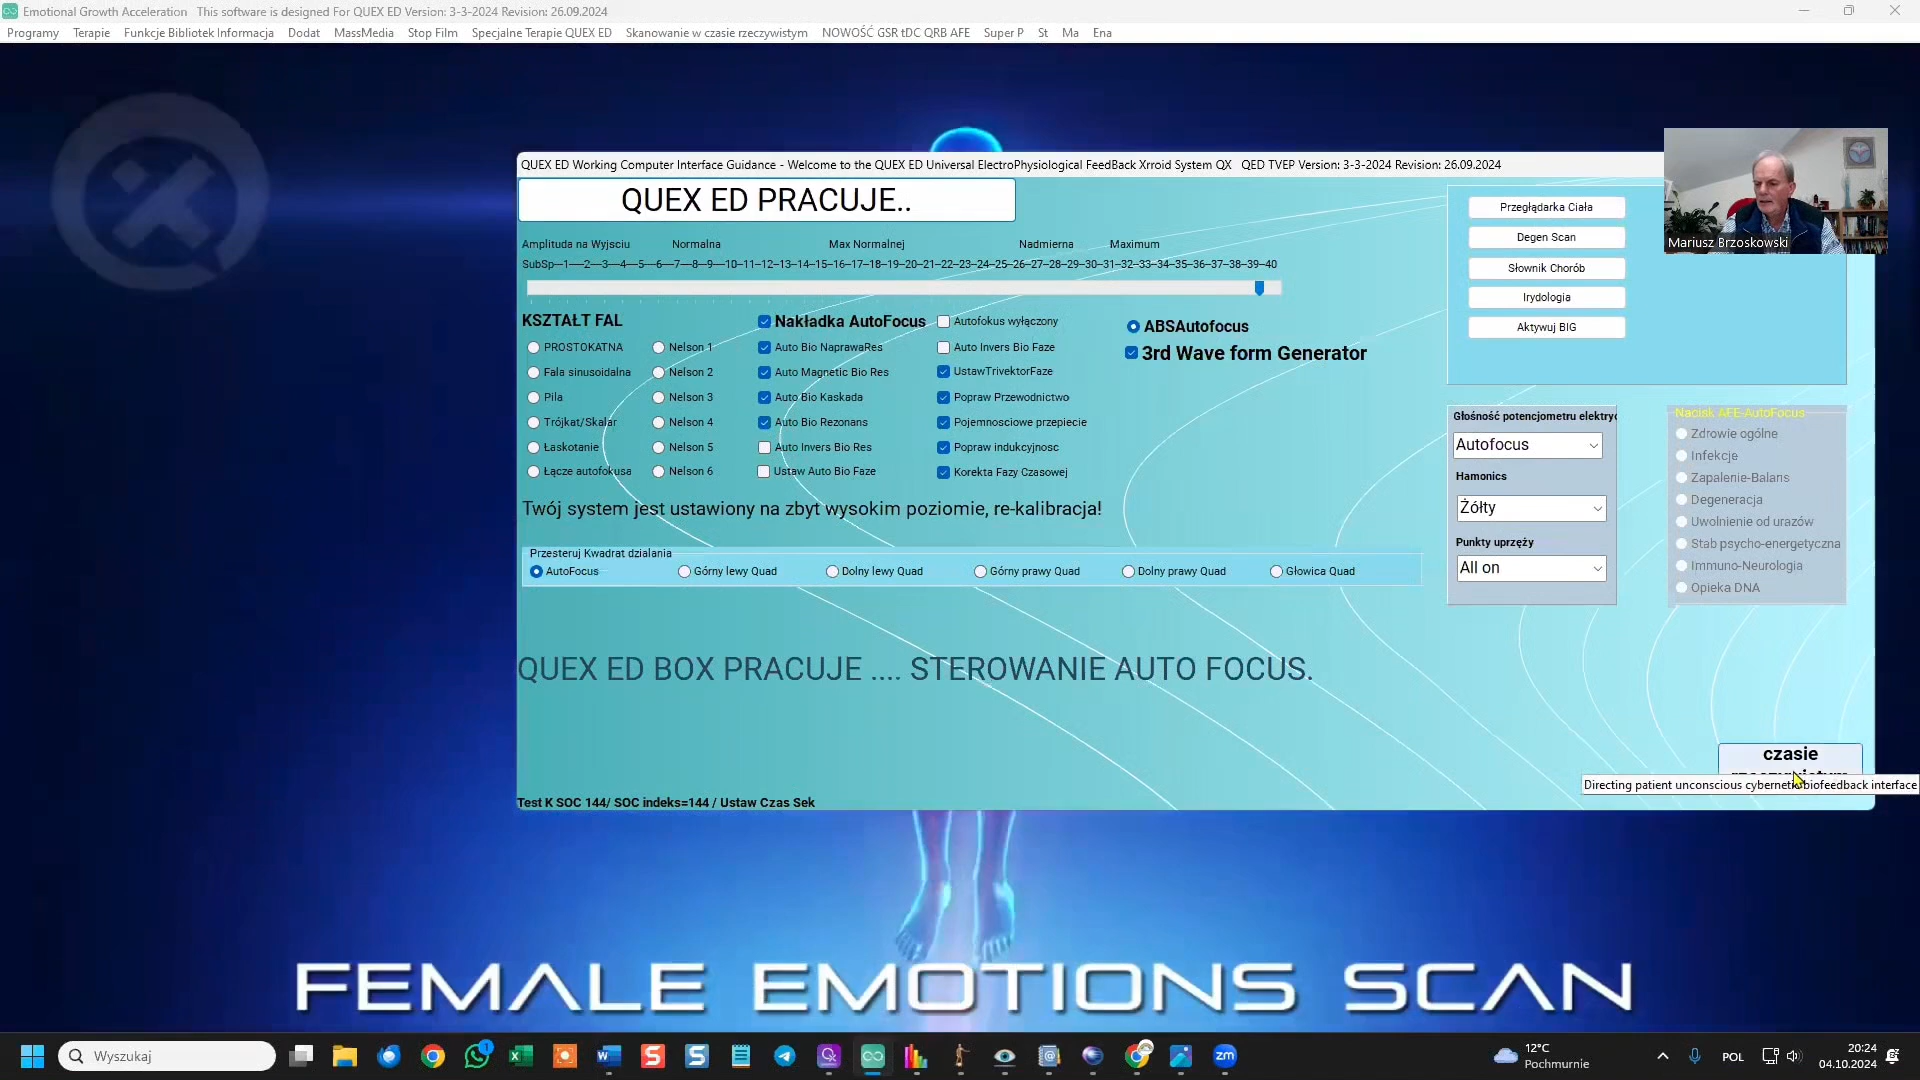 Emotional Growth Acceleration   This software is designed For QUEX ED Version: 3-3-2024 Revision: 26.09.2024
Programy Terapie Funkcje Bibliotek Informacja Dodat MassMedia Stop Film Specjalne Terapie QUEX ED Skanowanie w czasie rzeczywistym NOWOŚĆ GSR tDC QRB AFE Super P St Ma Ena
QUEX ED Working Computer Interface Guidance - Welcome to the QUEX ED Universal ElectroPhysiological FeedBack Xrroid System QX   QED TVEP Version: 3-3-2024 Revision: 26.09.2024
QUEX ED PRACUJE..
Amplituda na Wyjsciu Normalna Max Normalnej Nadmierna Maximum
SubSp—1—2—3—4—5—6—7—8—9—10—11—12—13—14—15—16—17—18—19—20—21—22—23—24—25—26—27—28—29—30—31—32—33—34—35—36—37—38—39—40
KSZTAŁT FAL
PROSTOKATNA
Fala sinusoidalna
Pila
Trójkat/Skalar
Łaskotanie
Łącze autofokusa
Nelson 1
Nelson 2
Nelson 3
Nelson 4
Nelson 5
Nelson 6
Nakładka AutoFocus
Auto Bio NaprawaRes
Auto Magnetic Bio Res
Auto Bio Kaskada
Auto Bio Rezonans
Auto Invers Bio Res
Ustaw Auto Bio Faze
Autofokus wyłączony
Auto Invers Bio Faze
UstawTrivektorFaze
Popraw Przewodnictwo
Pojemnosciowe przepiecie
Popraw indukcyjnosc
Korekta Fazy Czasowej
ABSAutofocus
3rd Wave form Generator
Twój system jest ustawiony na zbyt wysokim poziomie, re-kalibracja!
Przesteruj Kwadrat dzialania
AutoFocus Górny lewy Quad Dolny lewy Quad Górny prawy Quad Dolny prawy Quad Głowica Quad
QUEX ED BOX PRACUJE .... STEROWANIE AUTO FOCUS.
Test K SOC 144/ SOC indeks=144 / Ustaw Czas Sek
Przeglądarka Ciała
Degen Scan
Słownik Chorób
Irydologia
Aktywuj BIG
Mariusz Brzoskowski
Głośność potencjometru elektryc
Autofocus
Hamonics
Żółty
Punkty uprzęży
All on
Nacisk AFE-AutoFocus
Zdrowie ogólne
Infekcje
Zapalenie-Balans
Degeneracja
Uwolnienie od urazów
Stab psycho-energetyczna
Immuno-Neurologia
Opieka DNA
czasie
Directing patient unconscious cybernetic biofeedback interface
FEMALE EMOTIONS SCAN
Wyszukaj
1
zm
12°C
Pochmurnie
POL
20:24
04.10.2024